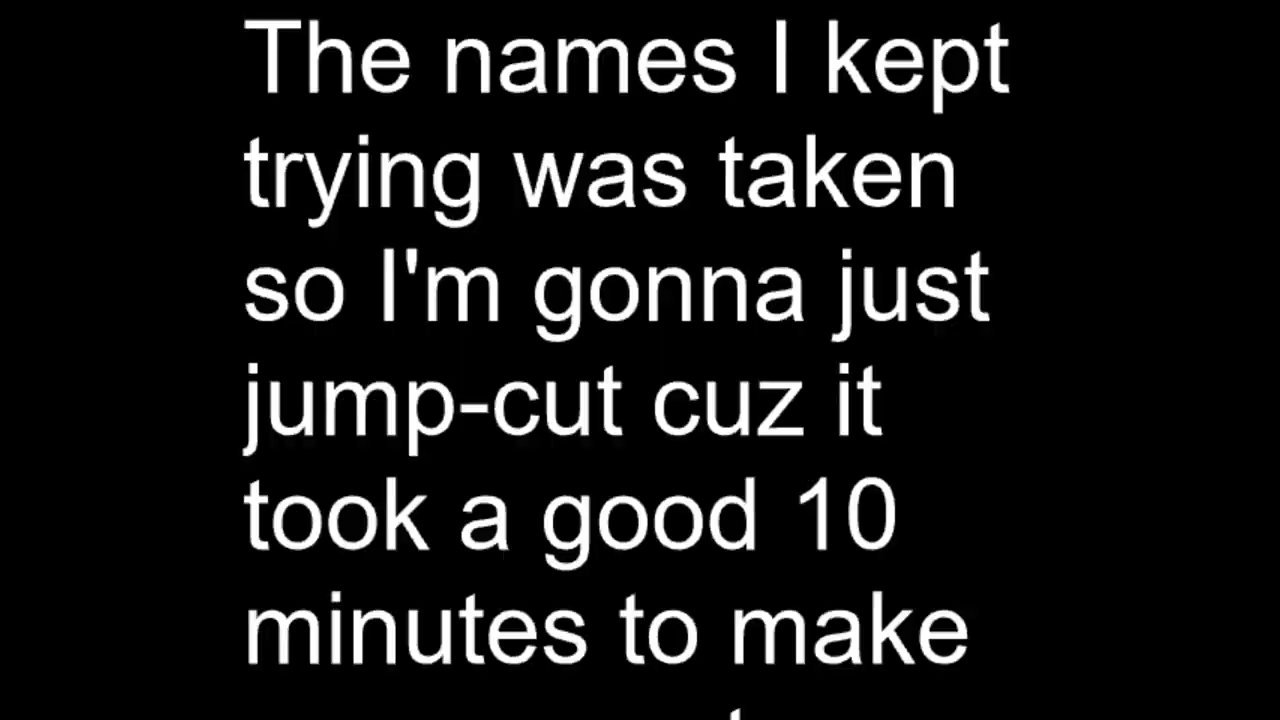 The names I kept
trying was taken
so I'm gonna just
jump-cut cuz it
took a good 10
minutes to make